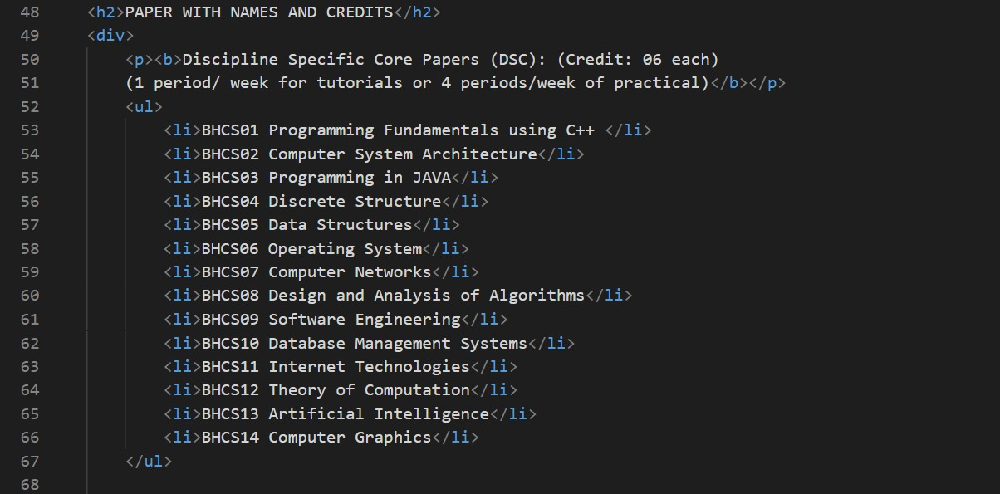 48 <h2>PAPER WITH NAMES AND CREDITS</h2>
49 <div>
50 <p><b>Discipline Specific Core Papers (DSC): (Credit: 06 each)
51 (1 period/ week for tutorials or 4 periods/week of practical)</b></p>
52 <ul>
53 <li>BHCS01 Programming Fundamentals using C++ </li>
54 <li>BHCS02 Computer System Architecture</li>
55 <li>BHCS03 Programming in JAVA</li>
56 <li>BHCS04 Discrete Structure</li>
57 <li>BHCS05 Data Structures</li>
58 <li>BHCS06 Operating System</li>
59 <li>BHCS07 Computer Networks</li>
60 <li>BHCS08 Design and Analysis of Algorithms</li>
61 <li>BHCS09 Software Engineering</li>
62 <li>BHCS10 Database Management Systems</li>
63 <li>BHCS11 Internet Technologies</li>
64 <li>BHCS12 Theory of Computation</li>
65 <li>BHCS13 Artificial Intelligence</li>
66 <li>BHCS14 Computer Graphics</li>
67 </ul>
68